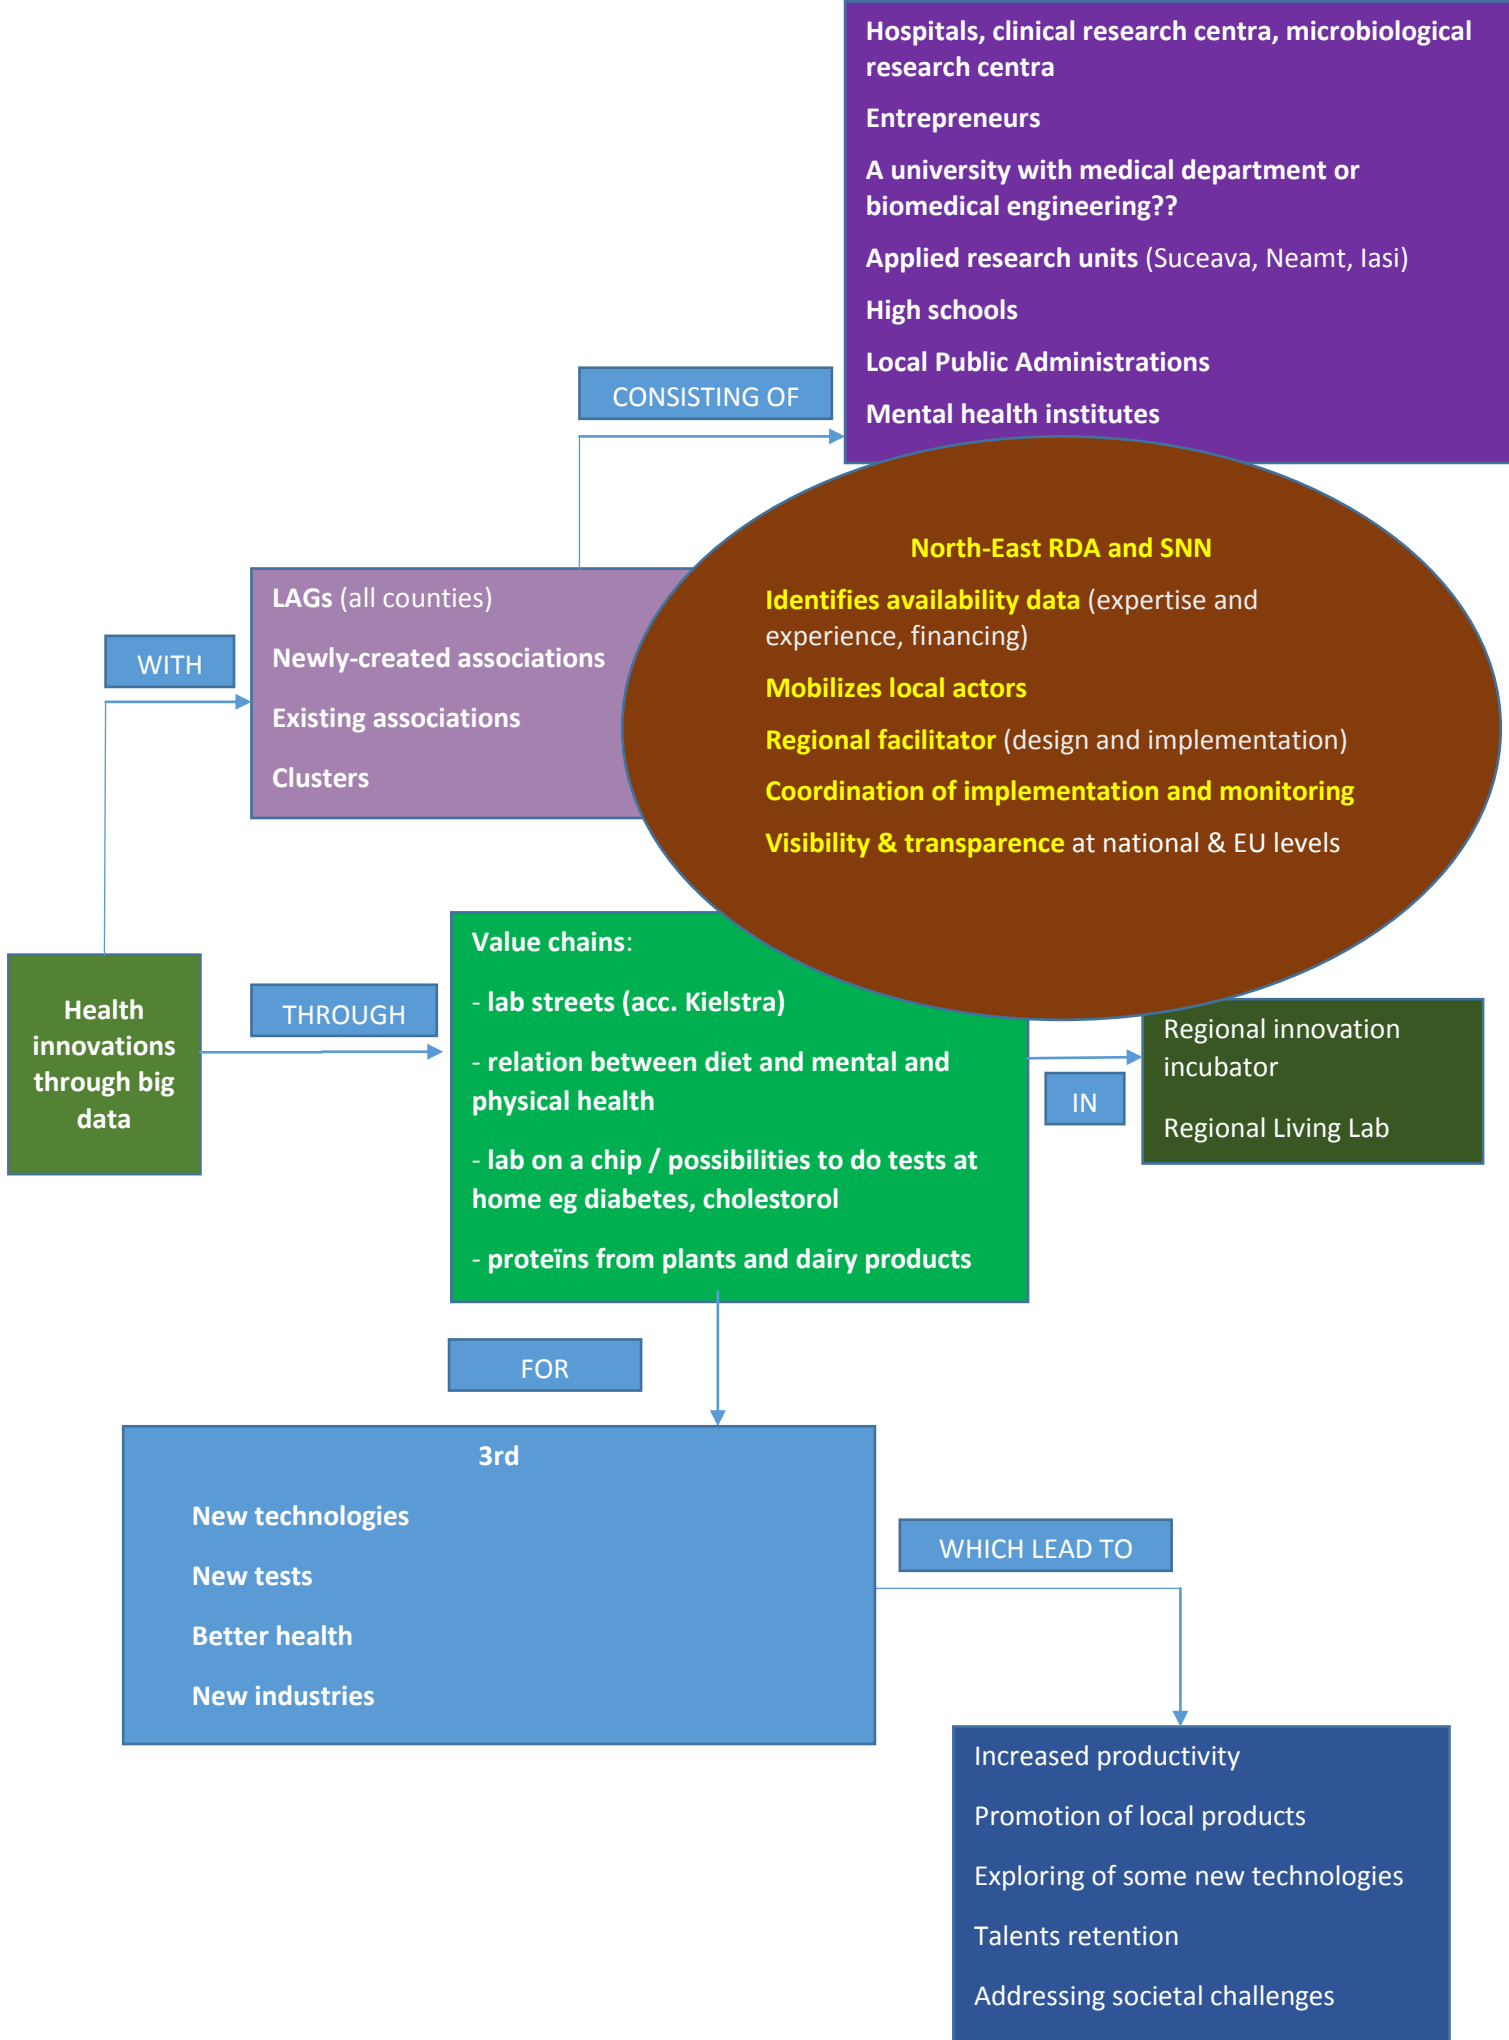 Hospitals, clinical research centra, microbiological
research centra
Entrepreneurs
A university with medical department or
biomedical engineering??
Applied research units (Suceava, Neamt, Iasi)
High schools
Local Public Administrations
Mental health institutes
CONSISTING OF
North-East RDA and SNN
Identifies availability data (expertise and
experience, financing)
Mobilizes local actors
Regional facilitator (design and implementation)
Coordination of implementation and monitoring
Visibility & transparence at national & EU levels
LAGs (all counties)
Newly-created associations
Existing associations
Clusters
WITH
Health
innovations
through big
data
THROUGH
Value chains:
- lab streets (acc. Kielstra)
- relation between diet and mental and
physical health
- lab on a chip / possibilities to do tests at
home eg diabetes, cholestorol
- proteïns from plants and dairy products
IN
Regional innovation
incubator
Regional Living Lab
FOR
3rd
New technologies
New tests
Better health
New industries
WHICH LEAD TO
Increased productivity
Promotion of local products
Exploring of some new technologies
Talents retention
Addressing societal challenges